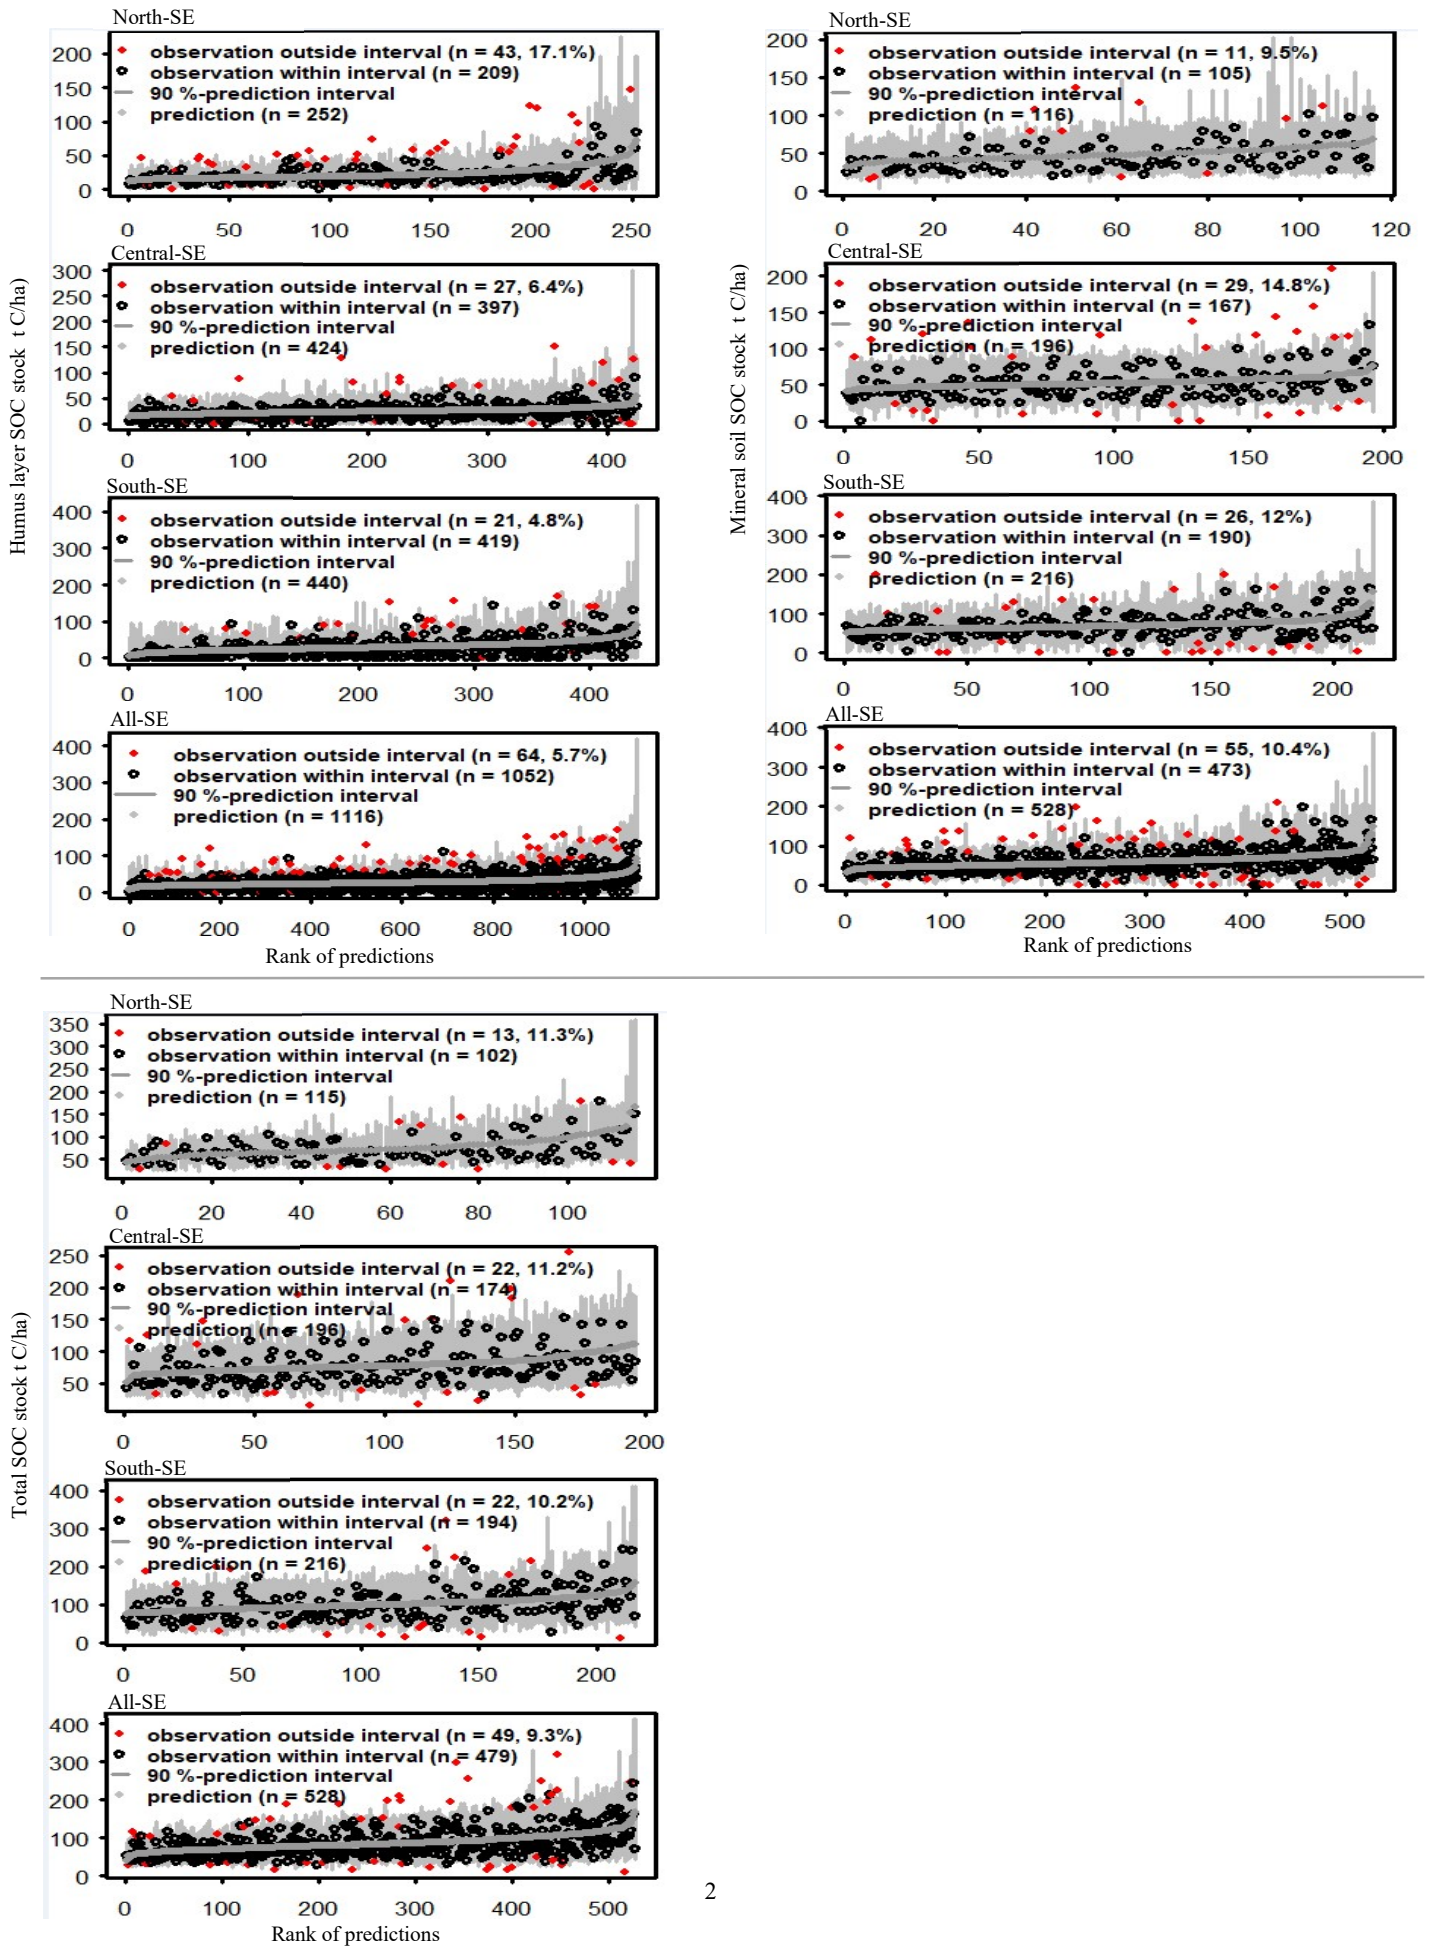 North-SE
200
150
100
50
0
observation outside interval (n = 43, 17.1%)
observation within interval (n = 209)
90 %-prediction interval
prediction (n = 252)
0 50 100 150 200 250
Central-SE
300
250
200
150
100
50
0
observation outside interval (n = 27, 6.4%)
observation within interval (n = 397)
90 %-prediction interval
prediction (n = 424)
0 100 200 300 400
South-SE
400
300
200
100
0
observation outside interval (n = 21, 4.8%)
observation within interval (n = 419)
90 %-prediction interval
prediction (n = 440)
0 100 200 300 400
All-SE
400
300
200
100
0
observation outside interval (n = 64, 5.7%)
observation within interval (n = 1052)
90 %-prediction interval
prediction (n = 1116)
0 200 400 600 800 1000
Rank of predictions
Humus layer SOC stock t C/ha)
North-SE
200
150
100
50
0
observation outside interval (n = 11, 9.5%)
observation within interval (n = 105)
90 %-prediction interval
prediction (n = 116)
0 20 40 60 80 100 120
Central-SE
200
150
100
50
0
observation outside interval (n = 29, 14.8%)
observation within interval (n = 167)
90 %-prediction interval
prediction (n = 196)
0 50 100 150 200
South-SE
400
300
200
100
0
observation outside interval (n = 26, 12%)
observation within interval (n = 190)
90 %-prediction interval
prediction (n = 216)
0 50 100 150 200
All-SE
400
300
200
100
0
observation outside interval (n = 55, 10.4%)
observation within interval (n = 473)
90 %-prediction interval
prediction (n = 528)
0 100 200 300 400 500
Rank of predictions
Mineral soil SOC stock t C/ha)
North-SE
350
300
250
200
150
100
50
observation outside interval (n = 13, 11.3%)
observation within interval (n = 102)
90 %-prediction interval
prediction (n = 115)
0 20 40 60 80 100
Central-SE
250
200
150
100
50
observation outside interval (n = 22, 11.2%)
observation within interval (n = 174)
90 %-prediction interval
prediction (n = 196)
0 50 100 150 200
South-SE
400
300
200
100
0
observation outside interval (n = 22, 10.2%)
observation within interval (n = 194)
90 %-prediction interval
prediction (n = 216)
0 50 100 150 200
All-SE
400
300
200
100
0
observation outside interval (n = 49, 9.3%)
observation within interval (n = 479)
90 %-prediction interval
prediction (n = 528)
0 100 200 300 400 500
Rank of predictions
Total SOC stock t C/ha)
2